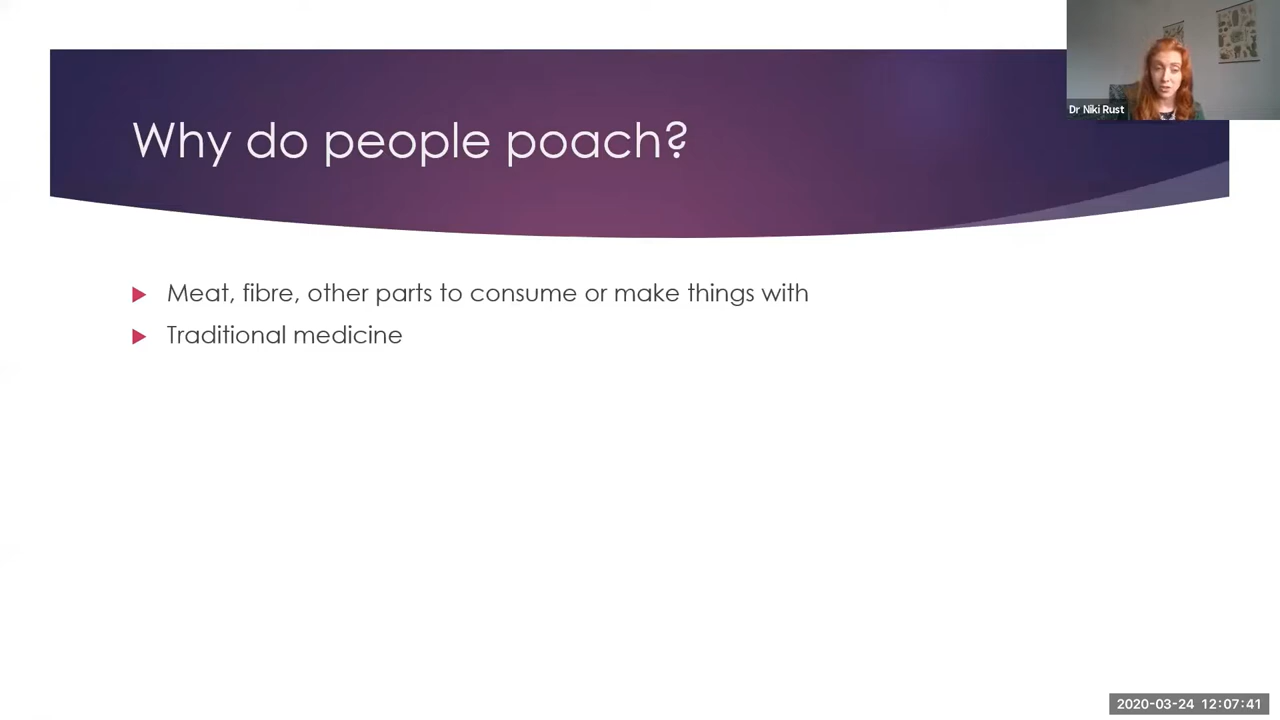 Dr Niki Rust
Why do people poach?
Meat, fibre, other parts to consume or make things with
Traditional medicine
2020-03-24 12:07:41